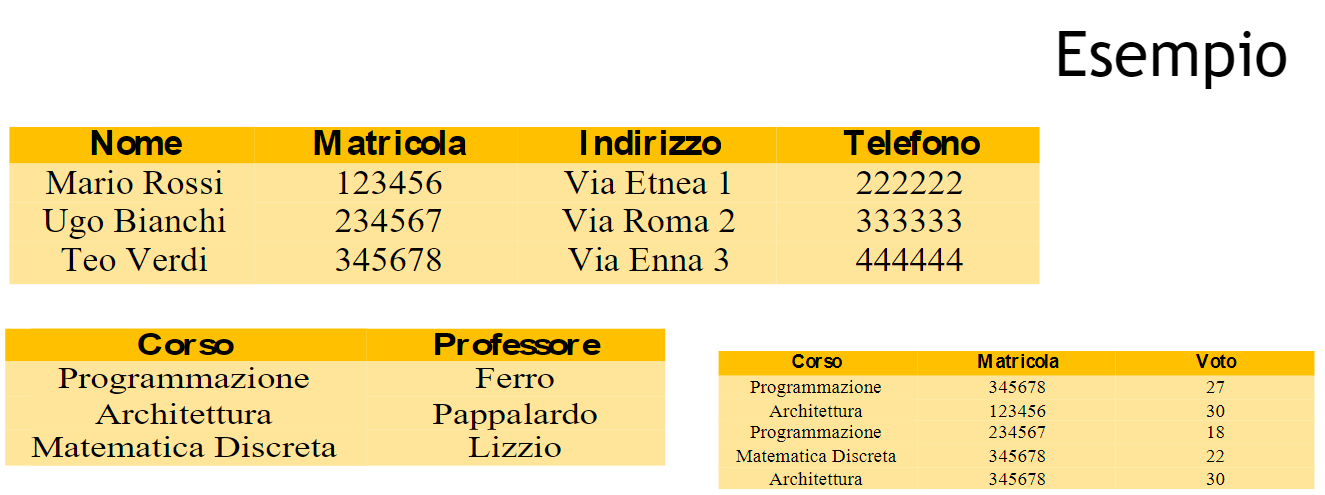 Esempio
Nome Matricola Indirizzo Telefono
Mario Rossi 123456 Via Etnea 1 222222
Ugo Bianchi 234567 Via Roma 2 333333
Teo Verdi 345678 Via Enna 3 444444
Corso Professore
Programmazione Ferro
Architettura Pappalardo
Matematica Discreta Lizzio
Corso Matricola Voto
Programmazione 345678 27
Architettura 123456 30
Programmazione 234567 18
Matematica Discreta 345678 22
Architettura 345678 30